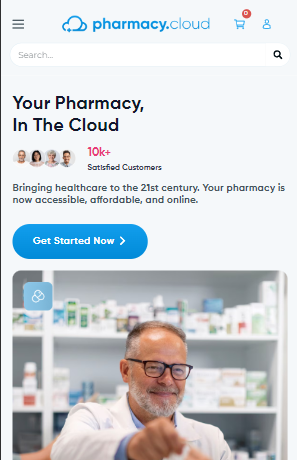 pharmacy.cloud
0
Search...
Your Pharmacy,
In The Cloud
10k+
Satisfied Customers
Bringing healthcare to the 21st century. Your pharmacy is
now accessible, affordable, and online.
Get Started Now